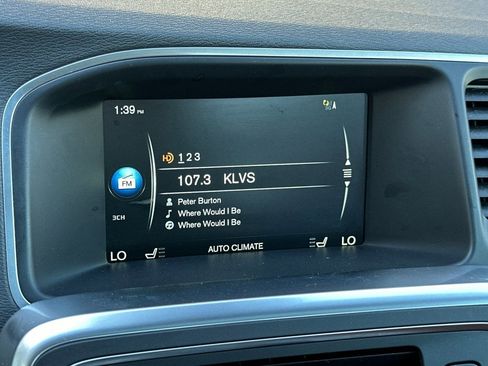 1:39 PM
A
HD 1 2 3
107.3 KLVS
FM
Peter Burton
3CH
Where Would I Be
Where Would I Be
LO AUTO CLIMATE LO